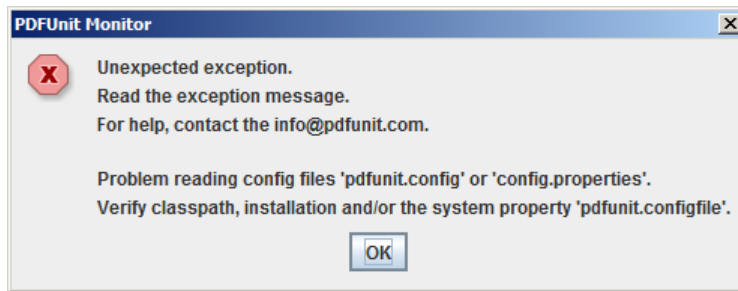 PDFUnit Monitor
Unexpected exception.
Read the exception message.
For help, contact the info@pdfunit.com.
Problem reading config files 'pdfunit.config' or 'config.properties'.
Verify classpath, installation and/or the system property 'pdfunit.configfile'.
OK